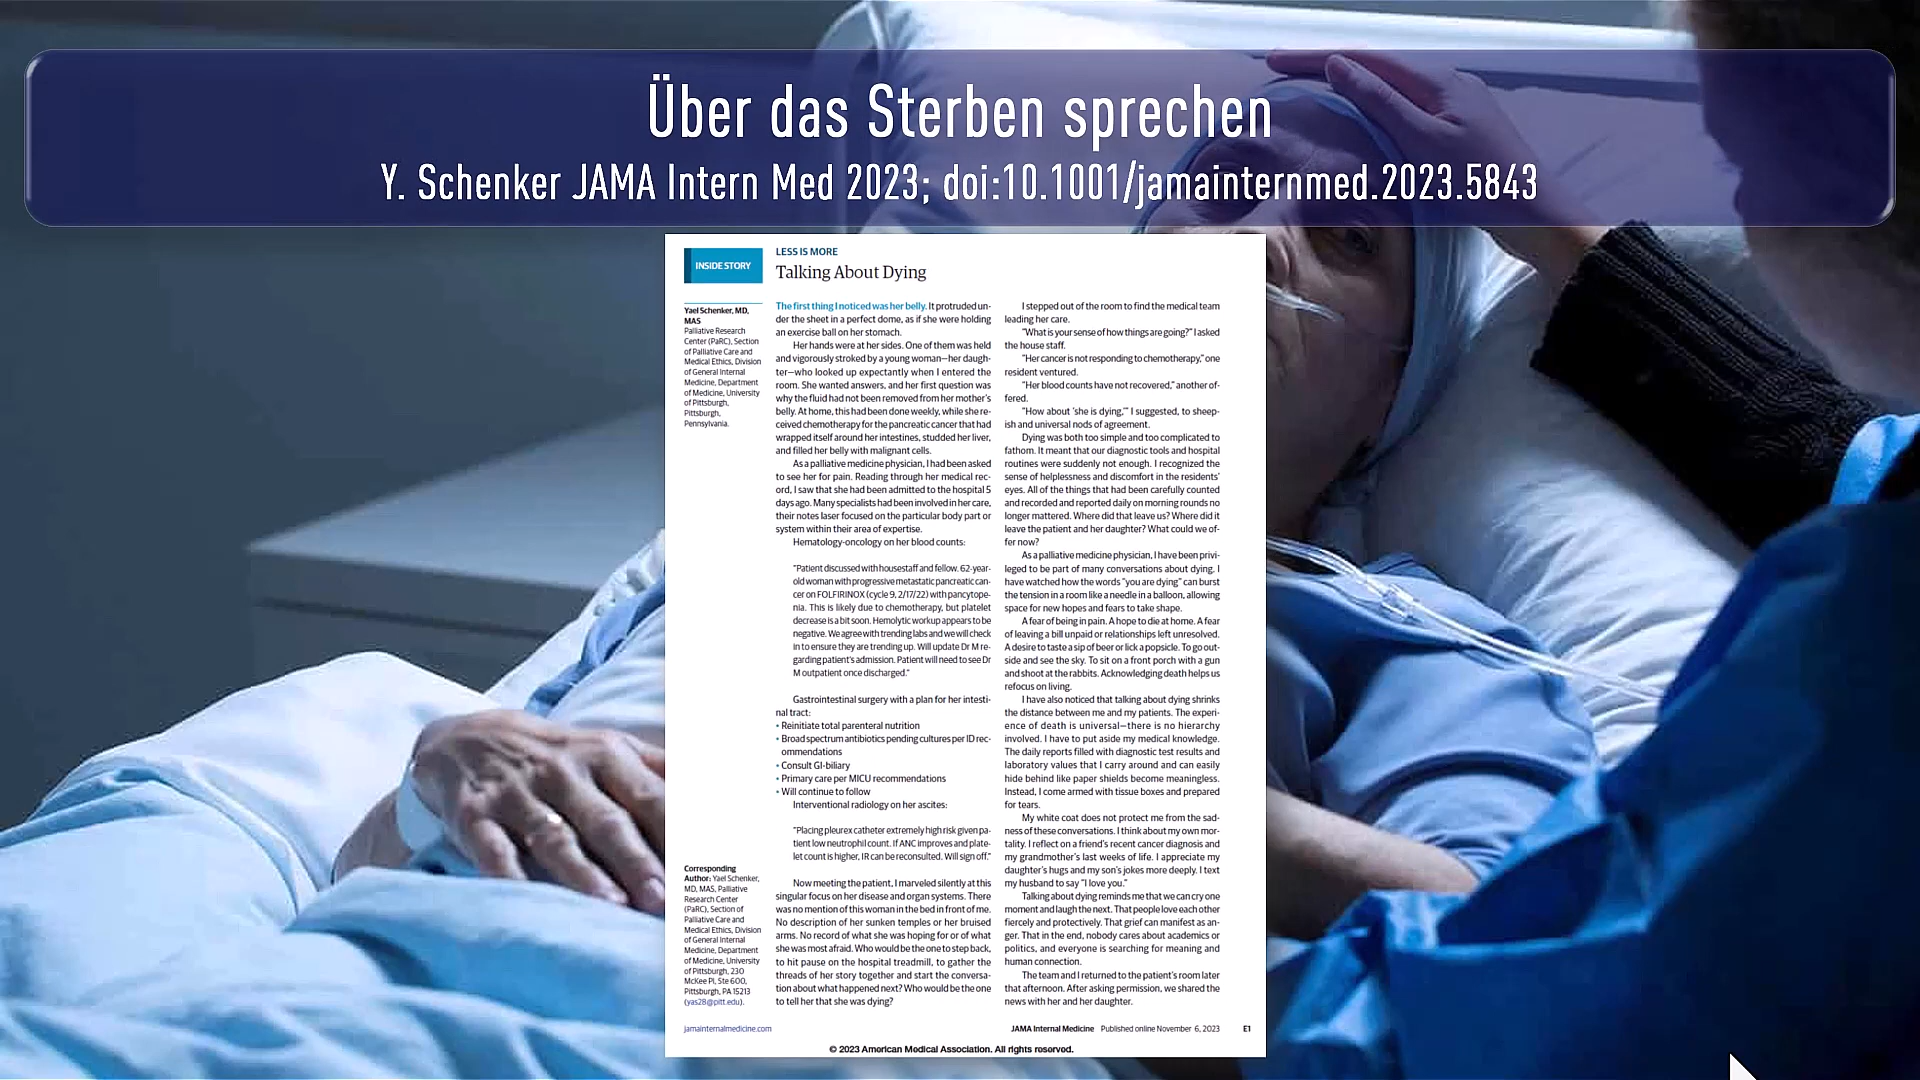 Über das Sterben sprechen
Y. Schenker JAMA Intern Med 2023; doi:10.1001/jamainternmed.2023.5843
INSIDE STORY
LESS IS MORE
Talking About Dying
Yael Schenker, MD,
MAS
Palliative Research
Center (PaRC), Section
of Palliative Care and
Medical Ethics, Division
of General Internal
Medicine, Department
of Medicine, University
of Pittsburgh,
Pittsburgh,
Pennsylvania.
Corresponding
Author: Yael Schenker,
MD, MAS, Palliative
Research Center
(PaRC), Section of
Palliative Care and
Medical Ethics, Division
of General Internal
Medicine, Department
of Medicine, University
of Pittsburgh, 230
McKee Pl, Ste 600,
Pittsburgh, PA 15213
(yas28@pitt.edu).
The first thing I noticed was her belly. It protruded un-
der the sheet in a perfect dome, as if she were holding
an exercise ball on her stomach.
Her hands were at her sides. One of them was held
and vigorously stroked by a young woman—her daugh-
ter—who looked up expectantly when I entered the
room. She wanted answers, and her first question was
why the fluid had not been removed from her mother's
belly. At home, this had been done weekly, while she re-
ceived chemotherapy for the pancreatic cancer that had
wrapped itself around her intestines, studded her liver,
and filled her belly with malignant cells.
As a palliative medicine physician, I had been asked
to see her for pain. Reading through her medical rec-
ord, I saw that she had been admitted to the hospital 5
days ago. Many specialists had been involved in her care,
their notes laser focused on the particular body part or
system within their area of expertise.
Hematology-oncology on her blood counts:
"Patient discussed with housestaff and fellow. 62-year-
old woman with progressive metastatic pancreatic can-
cer on FOLFIRINOX (cycle 9, 2/17/22) with pancytope-
nia. This is likely due to chemotherapy, but platelet
decrease is a bit soon. Hemolytic workup appears to be
negative. We agree with trending labs and we will check
in to ensure they are trending up. Will update Dr M re-
garding patient's admission. Patient will need to see Dr
M outpatient once discharged."
Gastrointestinal surgery with a plan for her intesti-
nal tract:
• Reinitiate total parenteral nutrition
• Broad spectrum antibiotics pending cultures per ID rec-
ommendations
• Consult GI-biliary
• Primary care per MICU recommendations
• Will continue to follow
Interventional radiology on her ascites:
"Placing pleurex catheter extremely high risk given pa-
tient low neutrophil count. If ANC improves and plate-
let count is higher, IR can be reconsulted. Will sign off."
Now meeting the patient, I marveled silently at this
singular focus on her disease and organ systems. There
was no mention of this woman in the bed in front of me.
No description of her sunken temples or her bruised
arms. No record of what she was hoping for or of what
she was most afraid. Who would be the one to step back,
to hit pause on the hospital treadmill, to gather the
threads of her story together and start the conversa-
tion about what happened next? Who would be the one
to tell her that she was dying?
I stepped out of the room to find the medical team
leading her care.
"What is your sense of how things are going?" I asked
the house staff.
"Her cancer is not responding to chemotherapy," one
resident ventured.
"Her blood counts have not recovered," another of-
fered.
"How about 'she is dying,'" I suggested, to sheep-
ish and universal nods of agreement.
Dying was both too simple and too complicated to
fathom. It meant that our diagnostic tools and hospital
routines were suddenly not enough. I recognized the
sense of helplessness and discomfort in the residents'
eyes. All of the things that had been carefully counted
and recorded and reported daily on morning rounds no
longer mattered. Where did that leave us? Where did it
leave the patient and her daughter? What could we of-
fer now?
As a palliative medicine physician, I have been privi-
leged to be part of many conversations about dying. I
have watched how the words "you are dying" can burst
the tension in a room like a needle in a balloon, allowing
space for new hopes and fears to take shape.
A fear of being in pain. A hope to die at home. A fear
of leaving a bill unpaid or relationships left unresolved.
A desire to taste a sip of beer or lick a popsicle. To go out-
side and see the sky. To sit on a front porch with a gun
and shoot at the rabbits. Acknowledging death helps us
refocus on living.
I have also noticed that talking about dying shrinks
the distance between me and my patients. The experi-
ence of death is universal—there is no hierarchy
involved. I have to put aside my medical knowledge.
The daily reports filled with diagnostic test results and
laboratory values that I carry around and can easily
hide behind like paper shields become meaningless.
Instead, I come armed with tissue boxes and prepared
for tears.
My white coat does not protect me from the sad-
ness of these conversations. I think about my own mor-
tality. I reflect on a friend's recent cancer diagnosis and
my grandmother's last weeks of life. I appreciate my
daughter's hugs and my son's jokes more deeply. I text
my husband to say "I love you."
Talking about dying reminds me that we can cry one
moment and laugh the next. That people love each other
fiercely and protectively. That grief can manifest as an-
ger. That in the end, nobody cares about academics or
politics, and everyone is searching for meaning and
human connection.
The team and I returned to the patient's room later
that afternoon. After asking permission, we shared the
news with her and her daughter.
jamainternalmedicine.com
JAMA Internal Medicine Published online November 6, 2023 E1
© 2023 American Medical Association. All rights reserved.